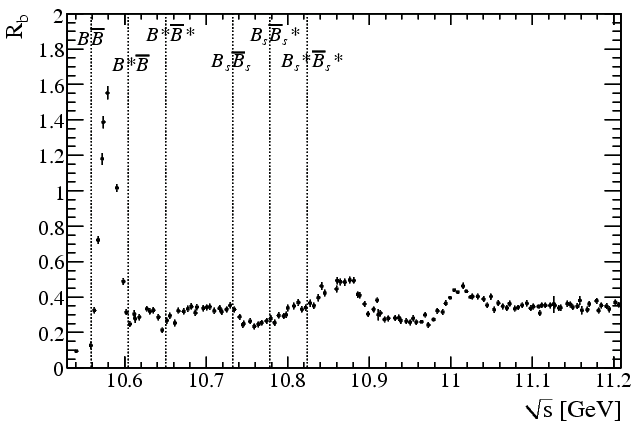 R_b
2
1.8
1.6
1.4
1.2
1
0.8
0.6
0.4
0.2
0
BB̅
B*B̅
B*B̅*
B_sB̅_s
B_sB̅_s*
B_s*B̅_s*
10.6 10.7 10.8 10.9 11 11.1 11.2
√s [GeV]